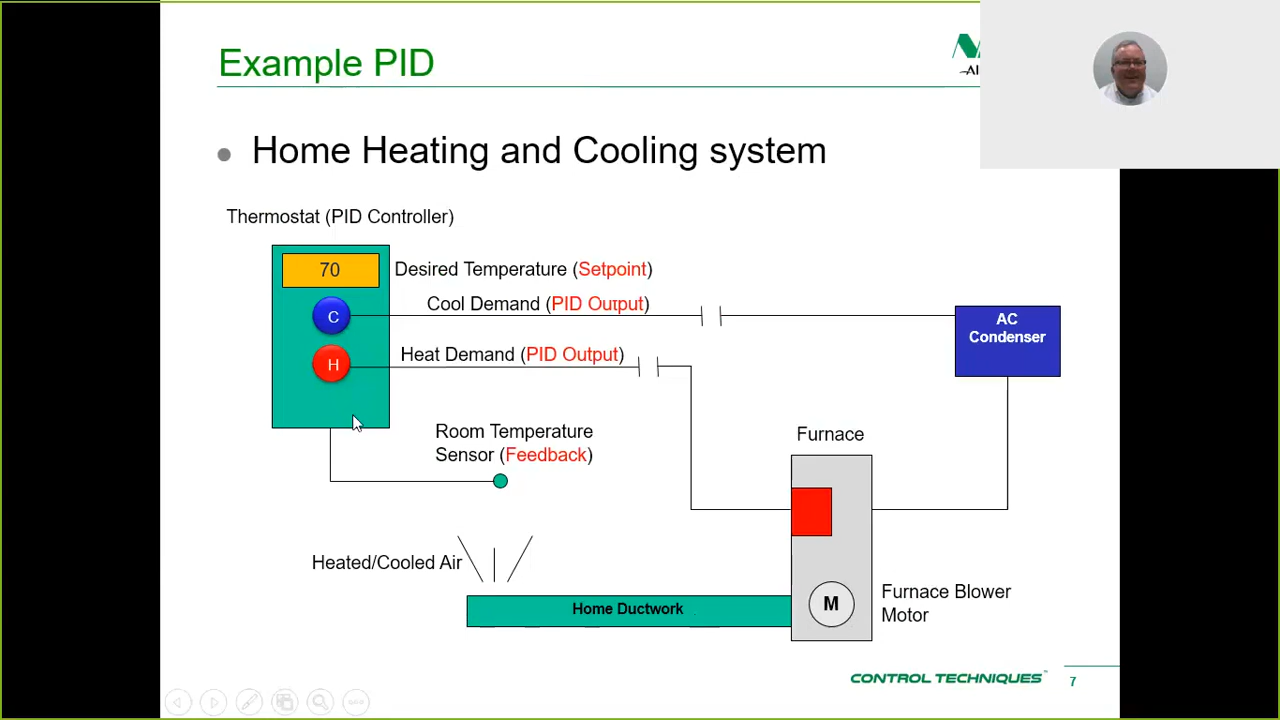 Example PID
AI
Home Heating and Cooling system
Thermostat (PID Controller)
70
Desired Temperature (Setpoint)
Cool Demand (PID Output)
C
AC
Condenser
Heat Demand (PID Output)
H
Room Temperature
Sensor (Feedback)
Furnace
Heated/Cooled Air
Home Ductwork
M
Furnace Blower
Motor
CONTROL TECHNIQUES™
7